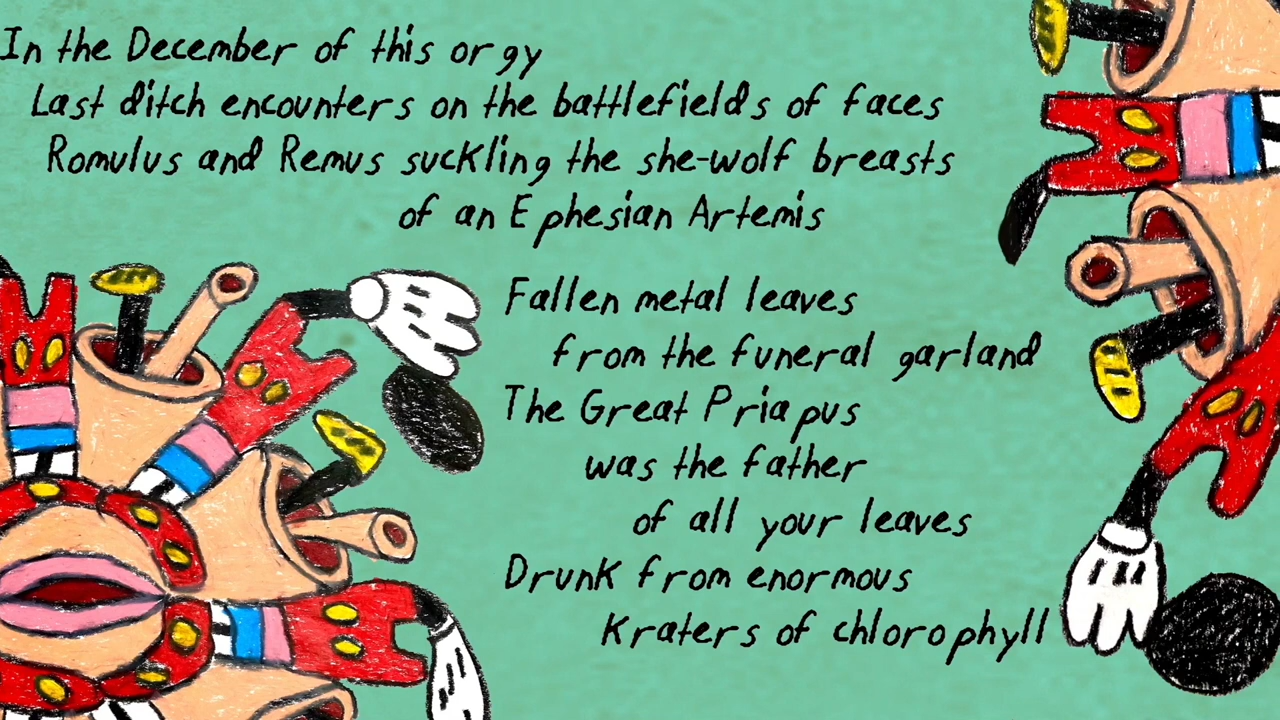 In the December of this orgy
Last ditch encounters on the battlefields of faces
Romulus and Remus suckling the she-wolf breasts
of an Ephesian Artemis
Fallen metal leaves
from the funeral garland
The Great Priapus
was the father
of all your leaves
Drunk from enormous
Kraters of chlorophyll